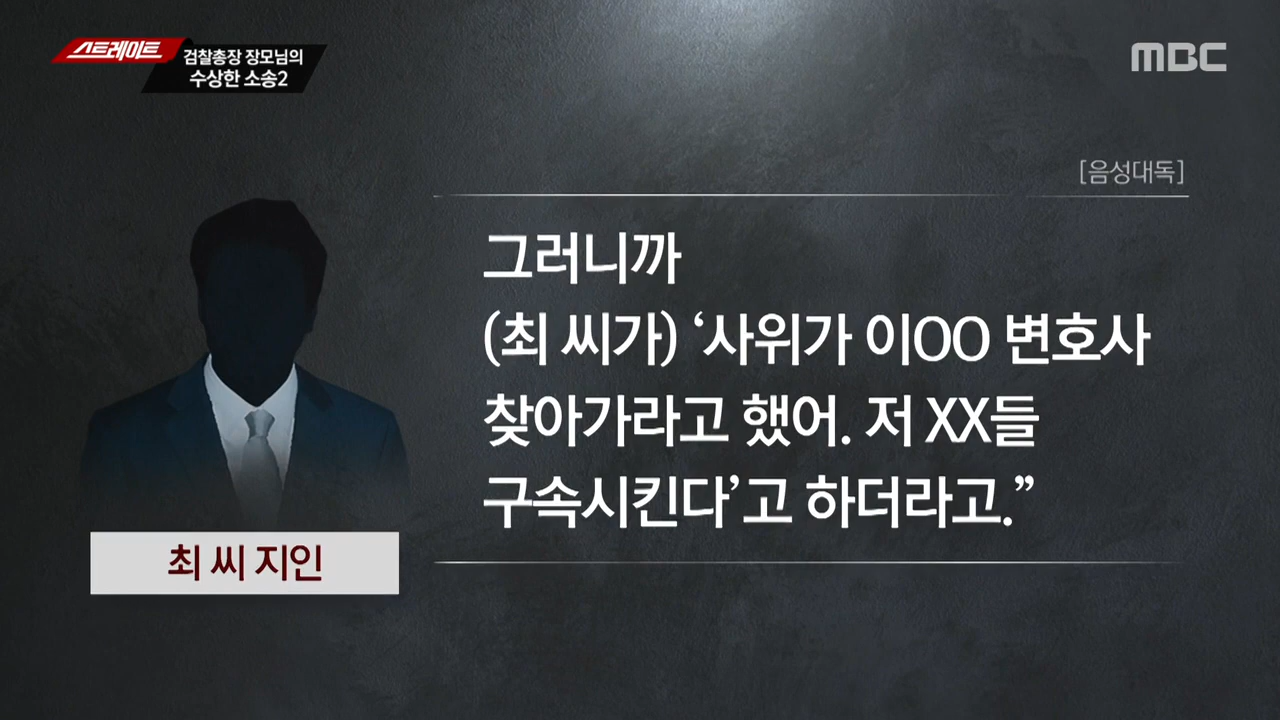 스트레이트
검찰총장 장모님의
수상한 소송2
MBC
[음성대독]
그러니까
(최 씨가) ‘사위가 이OO 변호사
찾아가라고 했어. 저 XX들
구속시킨다’고 하더라고.”
최 씨 지인